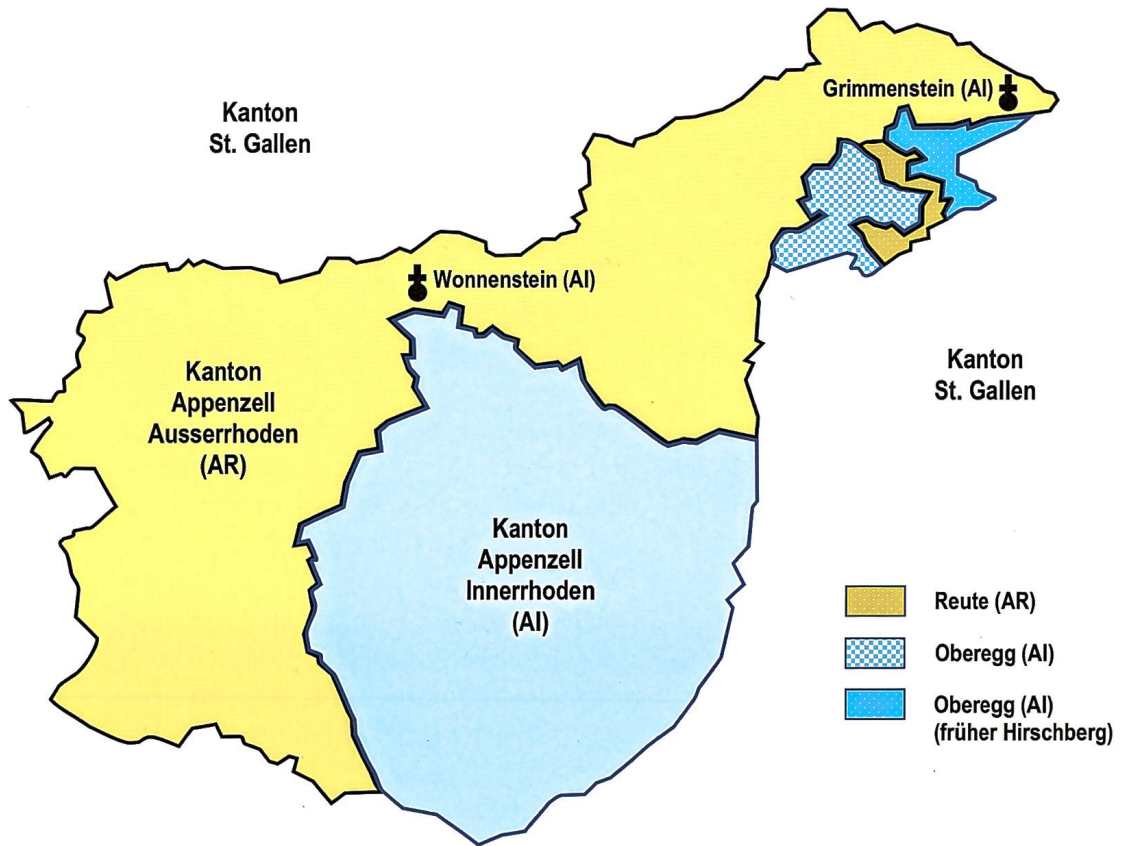 Grimmenstein (AI)
Kanton
St. Gallen
Wonnenstein (AI)
Kanton
Appenzell
Ausserrhoden
(AR)
Kanton
St. Gallen
Kanton
Appenzell
Innerrhoden
(AI)
Reute (AR)
Oberegg (AI)
Oberegg (AI)
(früher Hirschberg)